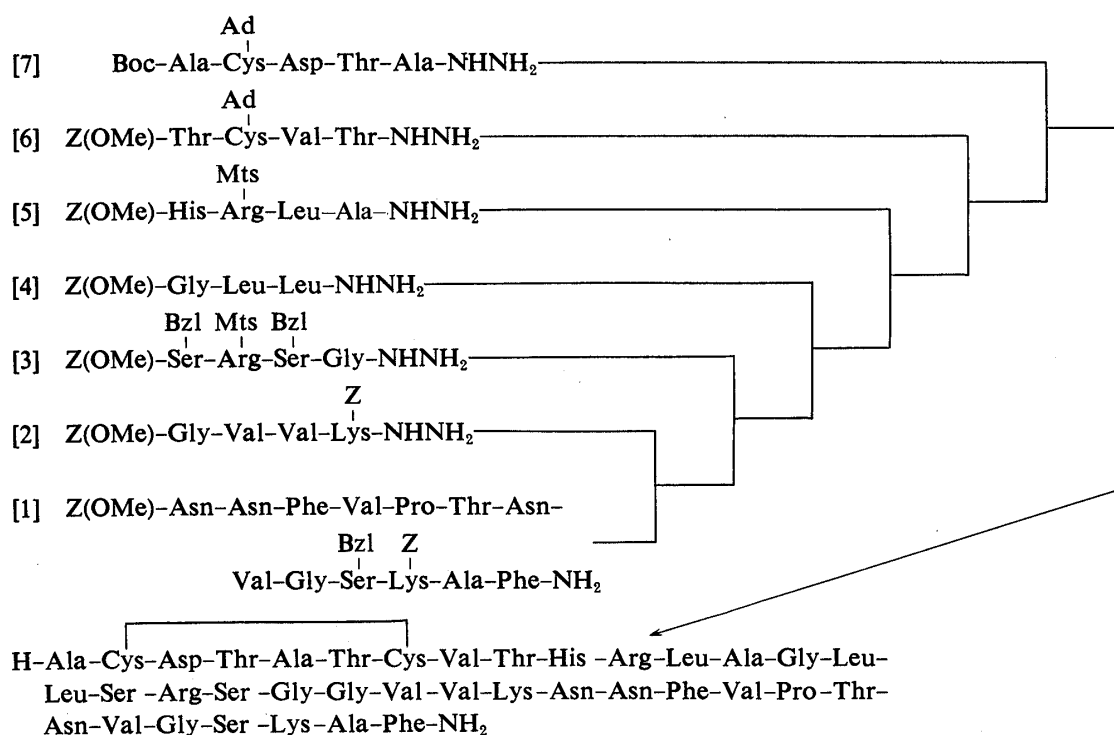 Ad
[7] Boc–Ala–Cys–Asp–Thr–Ala–NHNH₂
Ad
[6] Z(OMe)–Thr–Cys–Val–Thr–NHNH₂
Mts
[5] Z(OMe)–His–Arg–Leu–Ala–NHNH₂
[4] Z(OMe)–Gly–Leu–Leu–NHNH₂
Bzl Mts Bzl
[3] Z(OMe)–Ser–Arg–Ser–Gly–NHNH₂
Z
[2] Z(OMe)–Gly–Val–Val–Lys–NHNH₂
[1] Z(OMe)–Asn–Asn–Phe–Val–Pro–Thr–Asn–
Bzl Z
Val–Gly–Ser–Lys–Ala–Phe–NH₂
H–Ala–Cys–Asp–Thr–Ala–Thr–Cys–Val–Thr–His –Arg–Leu–Ala–Gly–Leu–
Leu–Ser –Arg–Ser –Gly–Gly–Val–Val–Lys–Asn–Asn–Phe–Val–Pro–Thr–
Asn–Val–Gly–Ser –Lys–Ala–Phe–NH₂